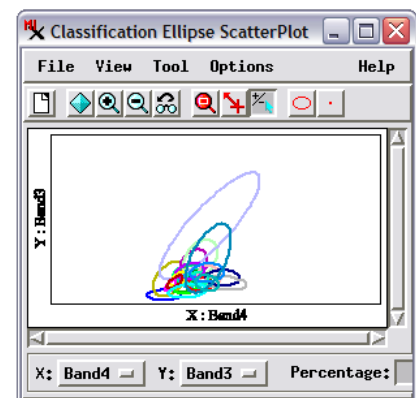 Classification Ellipse ScatterPlot
File View Tool Options Help
Y: Band3
X: Band4
X: Band4 Y: Band3 Percentage: